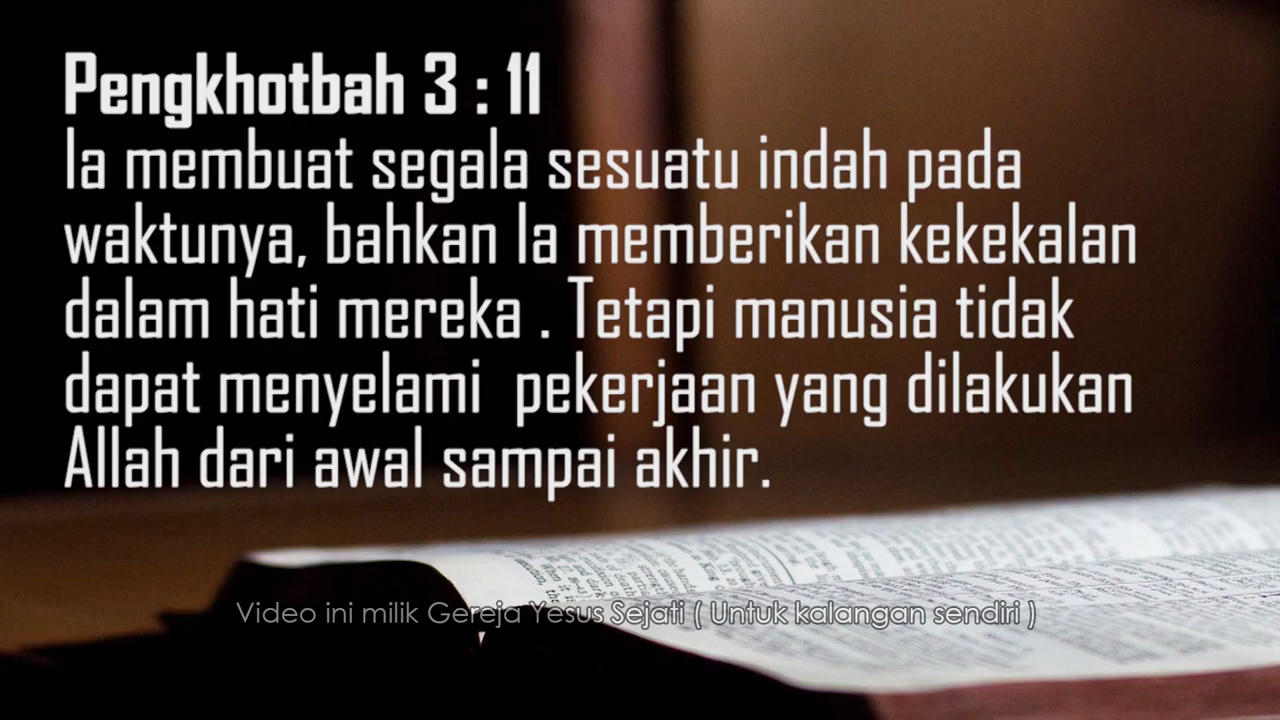 Pengkhotbah 3 : 11
Ia membuat segala sesuatu indah pada
waktunya, bahkan Ia memberikan kekekalan
dalam hati mereka . Tetapi manusia tidak
dapat menyelami  pekerjaan yang dilakukan
Allah dari awal sampai akhir.
Video ini milik Gereja Yesus Sejati ( Untuk kalangan sendiri )